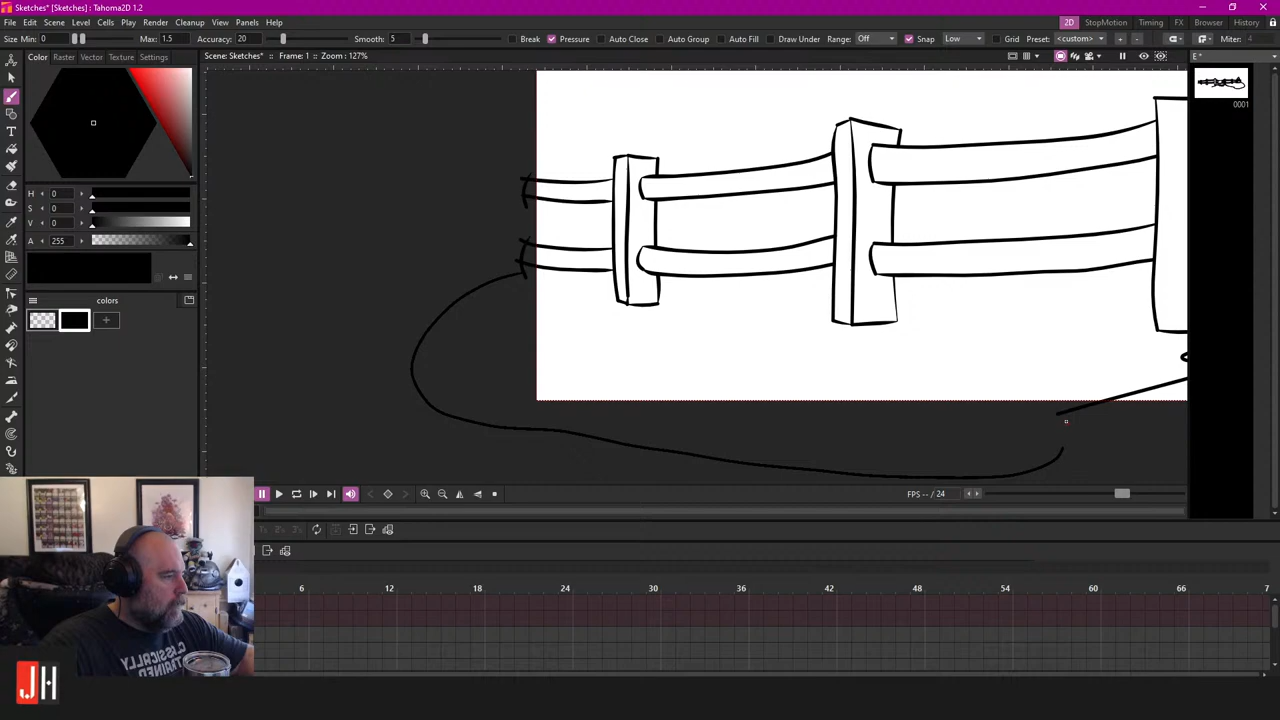 Sketches* [Sketches] : Tahoma2D 1.2
File Edit Scene Level Cells Play Render Cleanup View Panels Help
2D StopMotion Timing FX Browser History
Size Min: 0 Max: 1.5 Accuracy: 20 Smooth: 5 Break Pressure Auto Close Auto Group Auto Fill Draw Under Range: Off Snap Low Grid Preset: <custom> + - Miter: 4
Color Raster Vector Texture Settings
Scene: Sketches* :: Frame: 1 :: Zoom : 127%
E*
0001
H 0
S 0
V 0
A 255
colors
FPS -- / 24
6 12 18 24 30 36 42 48 54 60 66 7
CLASSICALLY
TRAINED
JH